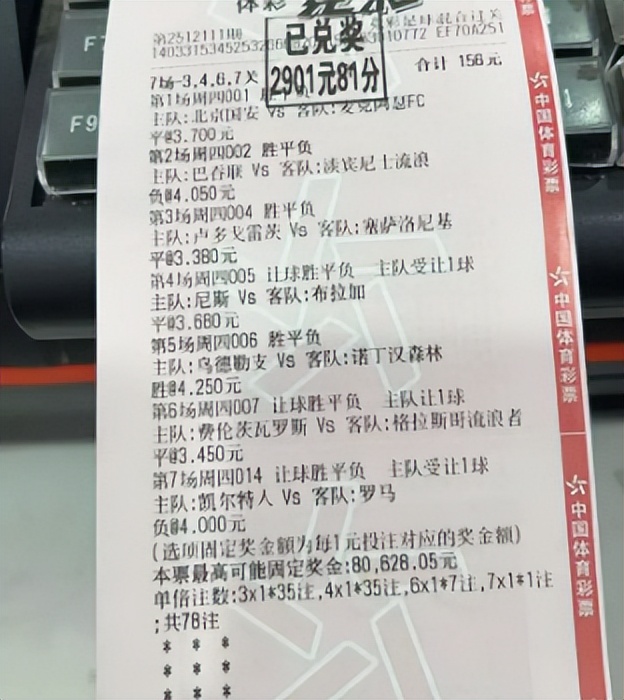 体彩
第2512111期
已兑奖
2901元81分
合计 156元
7场-3,4,6,7关
第1场周四001
主队:北京国安 Vs 客队:麦克阿瑟FC
平@3.700元
第2场周四002 胜平负
主队:巴春联 Vs 客队:
负@4.050元
第3场周四004 胜平负
主队:卢多戈雷茨 Vs 客队:塞萨洛尼基
平@3.380元
第4场周四005 让球胜平负 主队受让1球
主队:尼斯 Vs 客队:布拉加
平@3.680元
第5场周四006 胜平负
主队:乌德勒支 Vs 客队:诺丁汉森林
胜@4.250元
第6场周四007 让球胜平负 主队让1球
主队:费伦茨瓦罗斯 Vs 客队:格拉斯哥流浪者
平@3.450元
第7场周四014 让球胜平负 主队受让1球
主队:凯尔特人 Vs 客队:罗马
负@4.000元
(选项固定奖金额为每1元投注对应的奖金额)
本票最高可能固定奖金:80,628.05元
单倍注数:3x1*35注,4x1*35注,6x1*7注,7x1*1注
;共78注
* * *
* * *
* * *
中国体育彩票
中国体育彩票
中国体育彩票
F7
F9